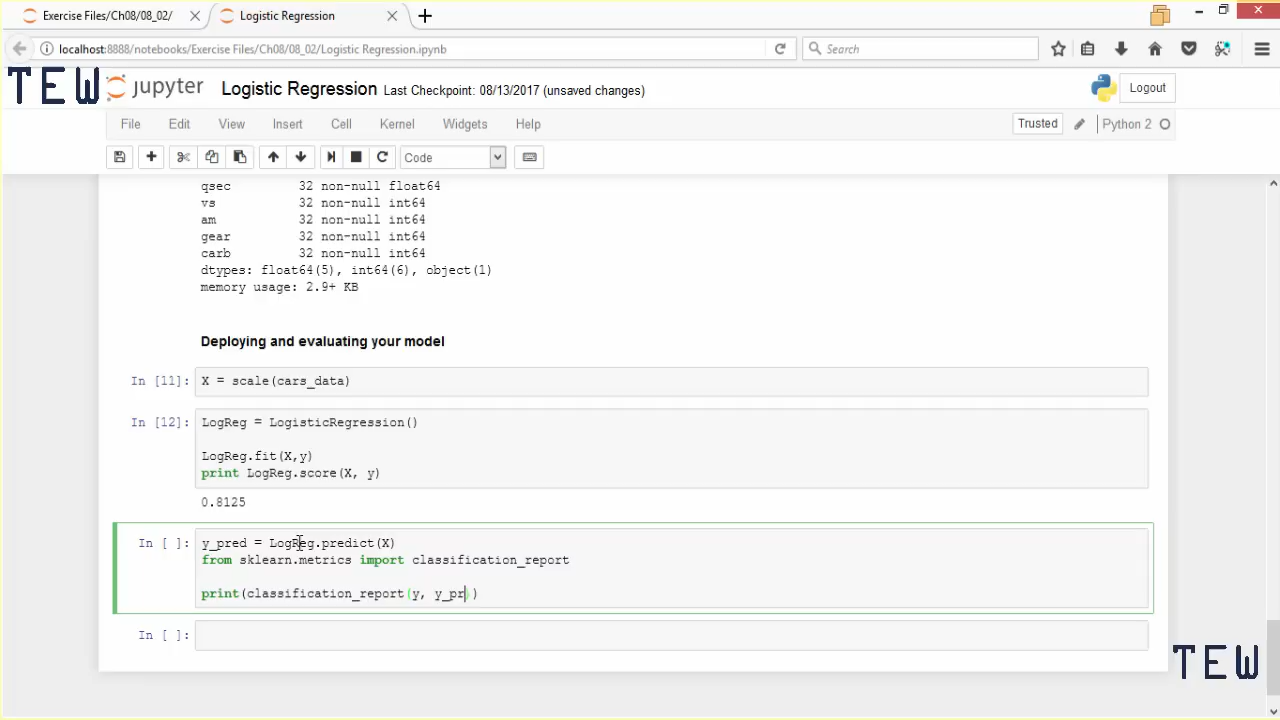 Exercise Files/Ch08/08_02/
Logistic Regression
localhost:8888/notebooks/Exercise Files/Ch08/08_02/Logistic Regression.ipynb
Search
TEW
jupyter Logistic Regression Last Checkpoint: 08/13/2017 (unsaved changes)
Logout
File Edit View Insert Cell Kernel Widgets Help
Trusted
Python 2
Code
qsec 32 non-null float64
vs 32 non-null int64
am 32 non-null int64
gear 32 non-null int64
carb 32 non-null int64
dtypes: float64(5), int64(6), object(1)
memory usage: 2.9+ KB
Deploying and evaluating your model
In [11]: X = scale(cars_data)
In [12]: LogReg = LogisticRegression()
LogReg.fit(X,y)
print LogReg.score(X, y)
0.8125
In [ ]: y_pred = LogReg.predict(X)
from sklearn.metrics import classification_report
print(classification_report(y, y_pr))
In [ ]:
TEW